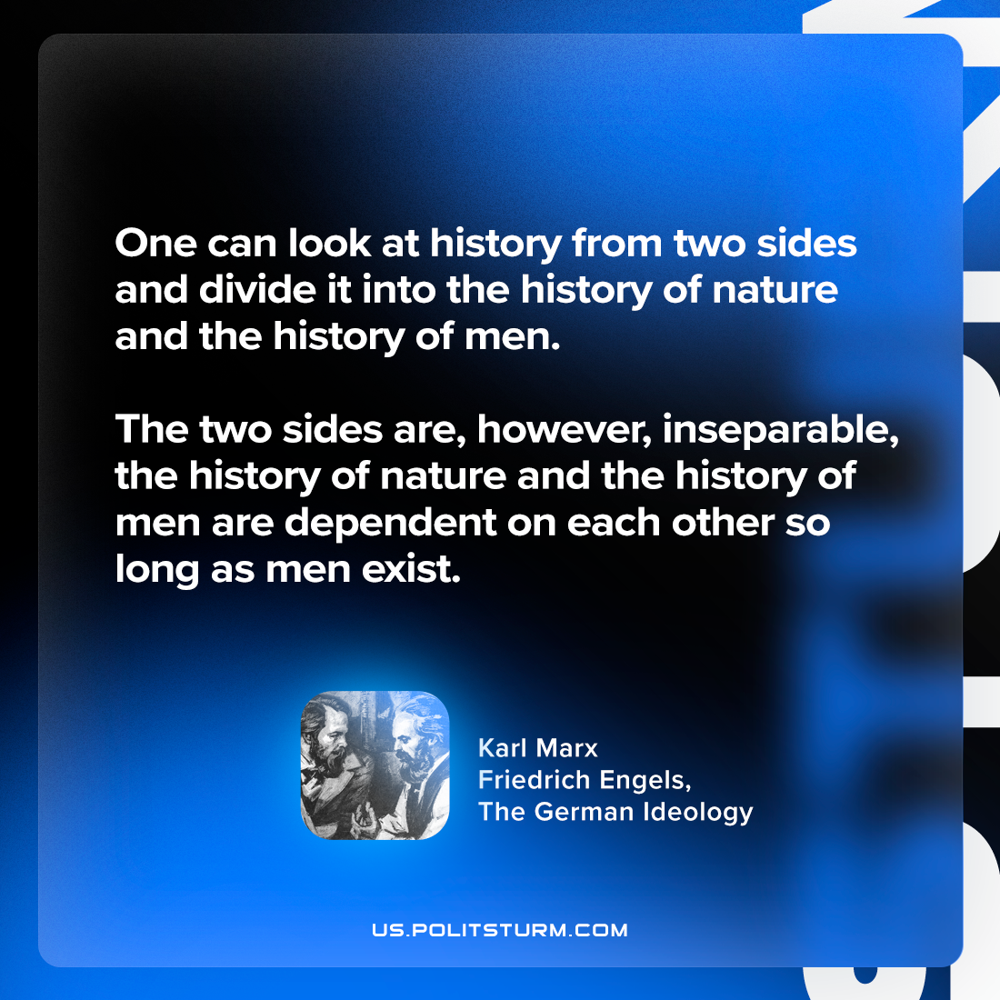 One can look at history from two sides
and divide it into the history of nature
and the history of men.
The two sides are, however, inseparable,
the history of nature and the history of
men are dependent on each other so
long as men exist.
Karl Marx
Friedrich Engels,
The German Ideology
US.POLITSTURM.COM